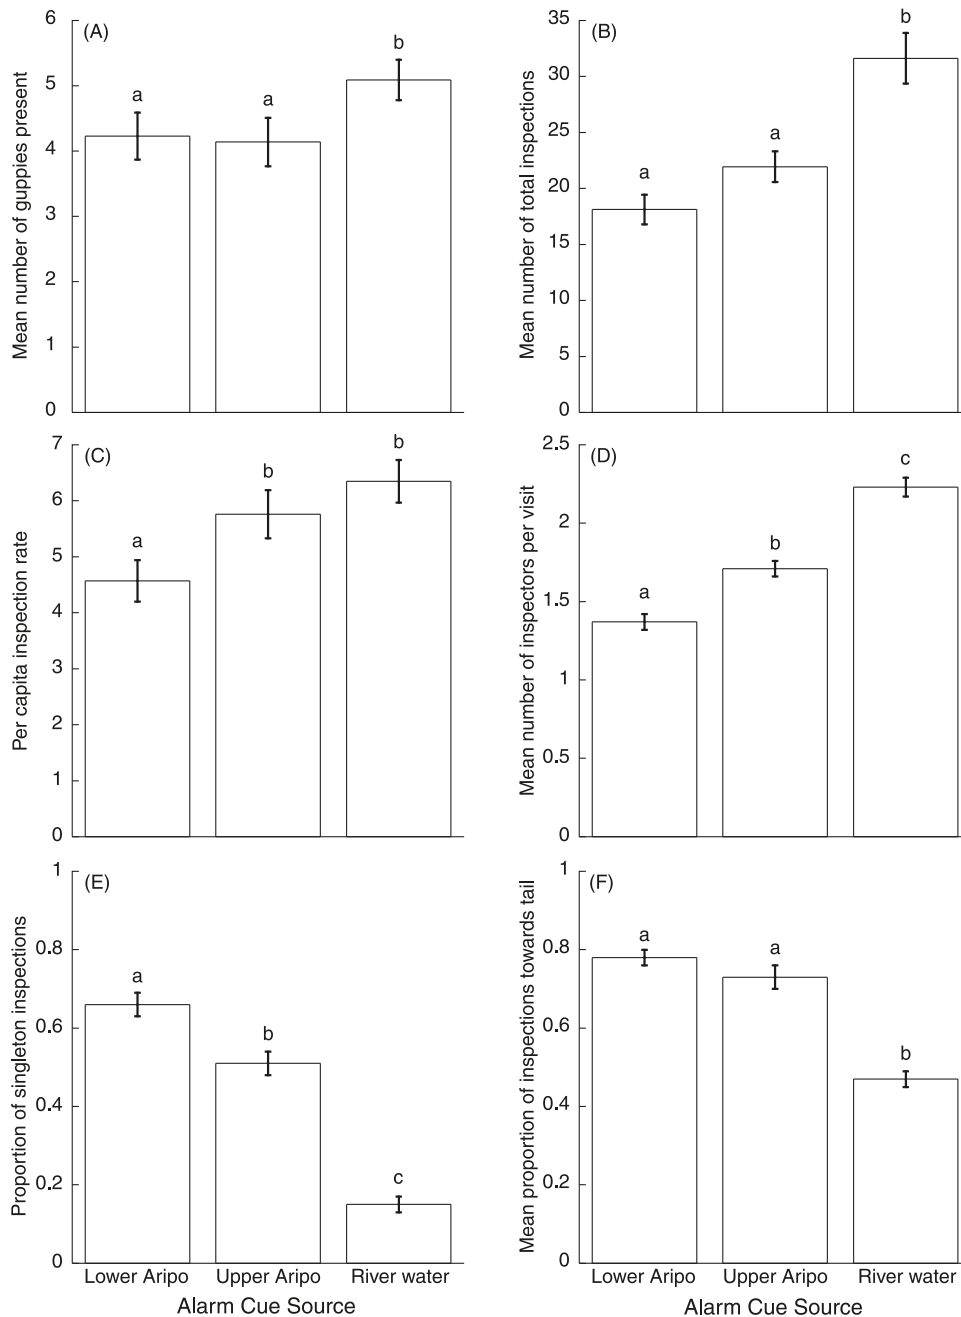 (A)
Mean number of guppies present
6
5
4
3
2
1
0
a
a
b
(B)
Mean number of total inspections
35
30
25
20
15
10
5
0
a
a
b
(C)
Per capita inspection rate
7
6
5
4
3
2
1
0
a
b
b
(D)
Mean number of inspectors per visit
2.5
2
1.5
1
0.5
0
a
b
c
(E)
Proportion of singleton inspections
1
0.8
0.6
0.4
0.2
0
a
b
c
Lower Aripo Upper Aripo River water
Alarm Cue Source
(F)
Mean proportion of inspections towards tail
1
0.8
0.6
0.4
0.2
0
a
a
b
Lower Aripo Upper Aripo River water
Alarm Cue Source